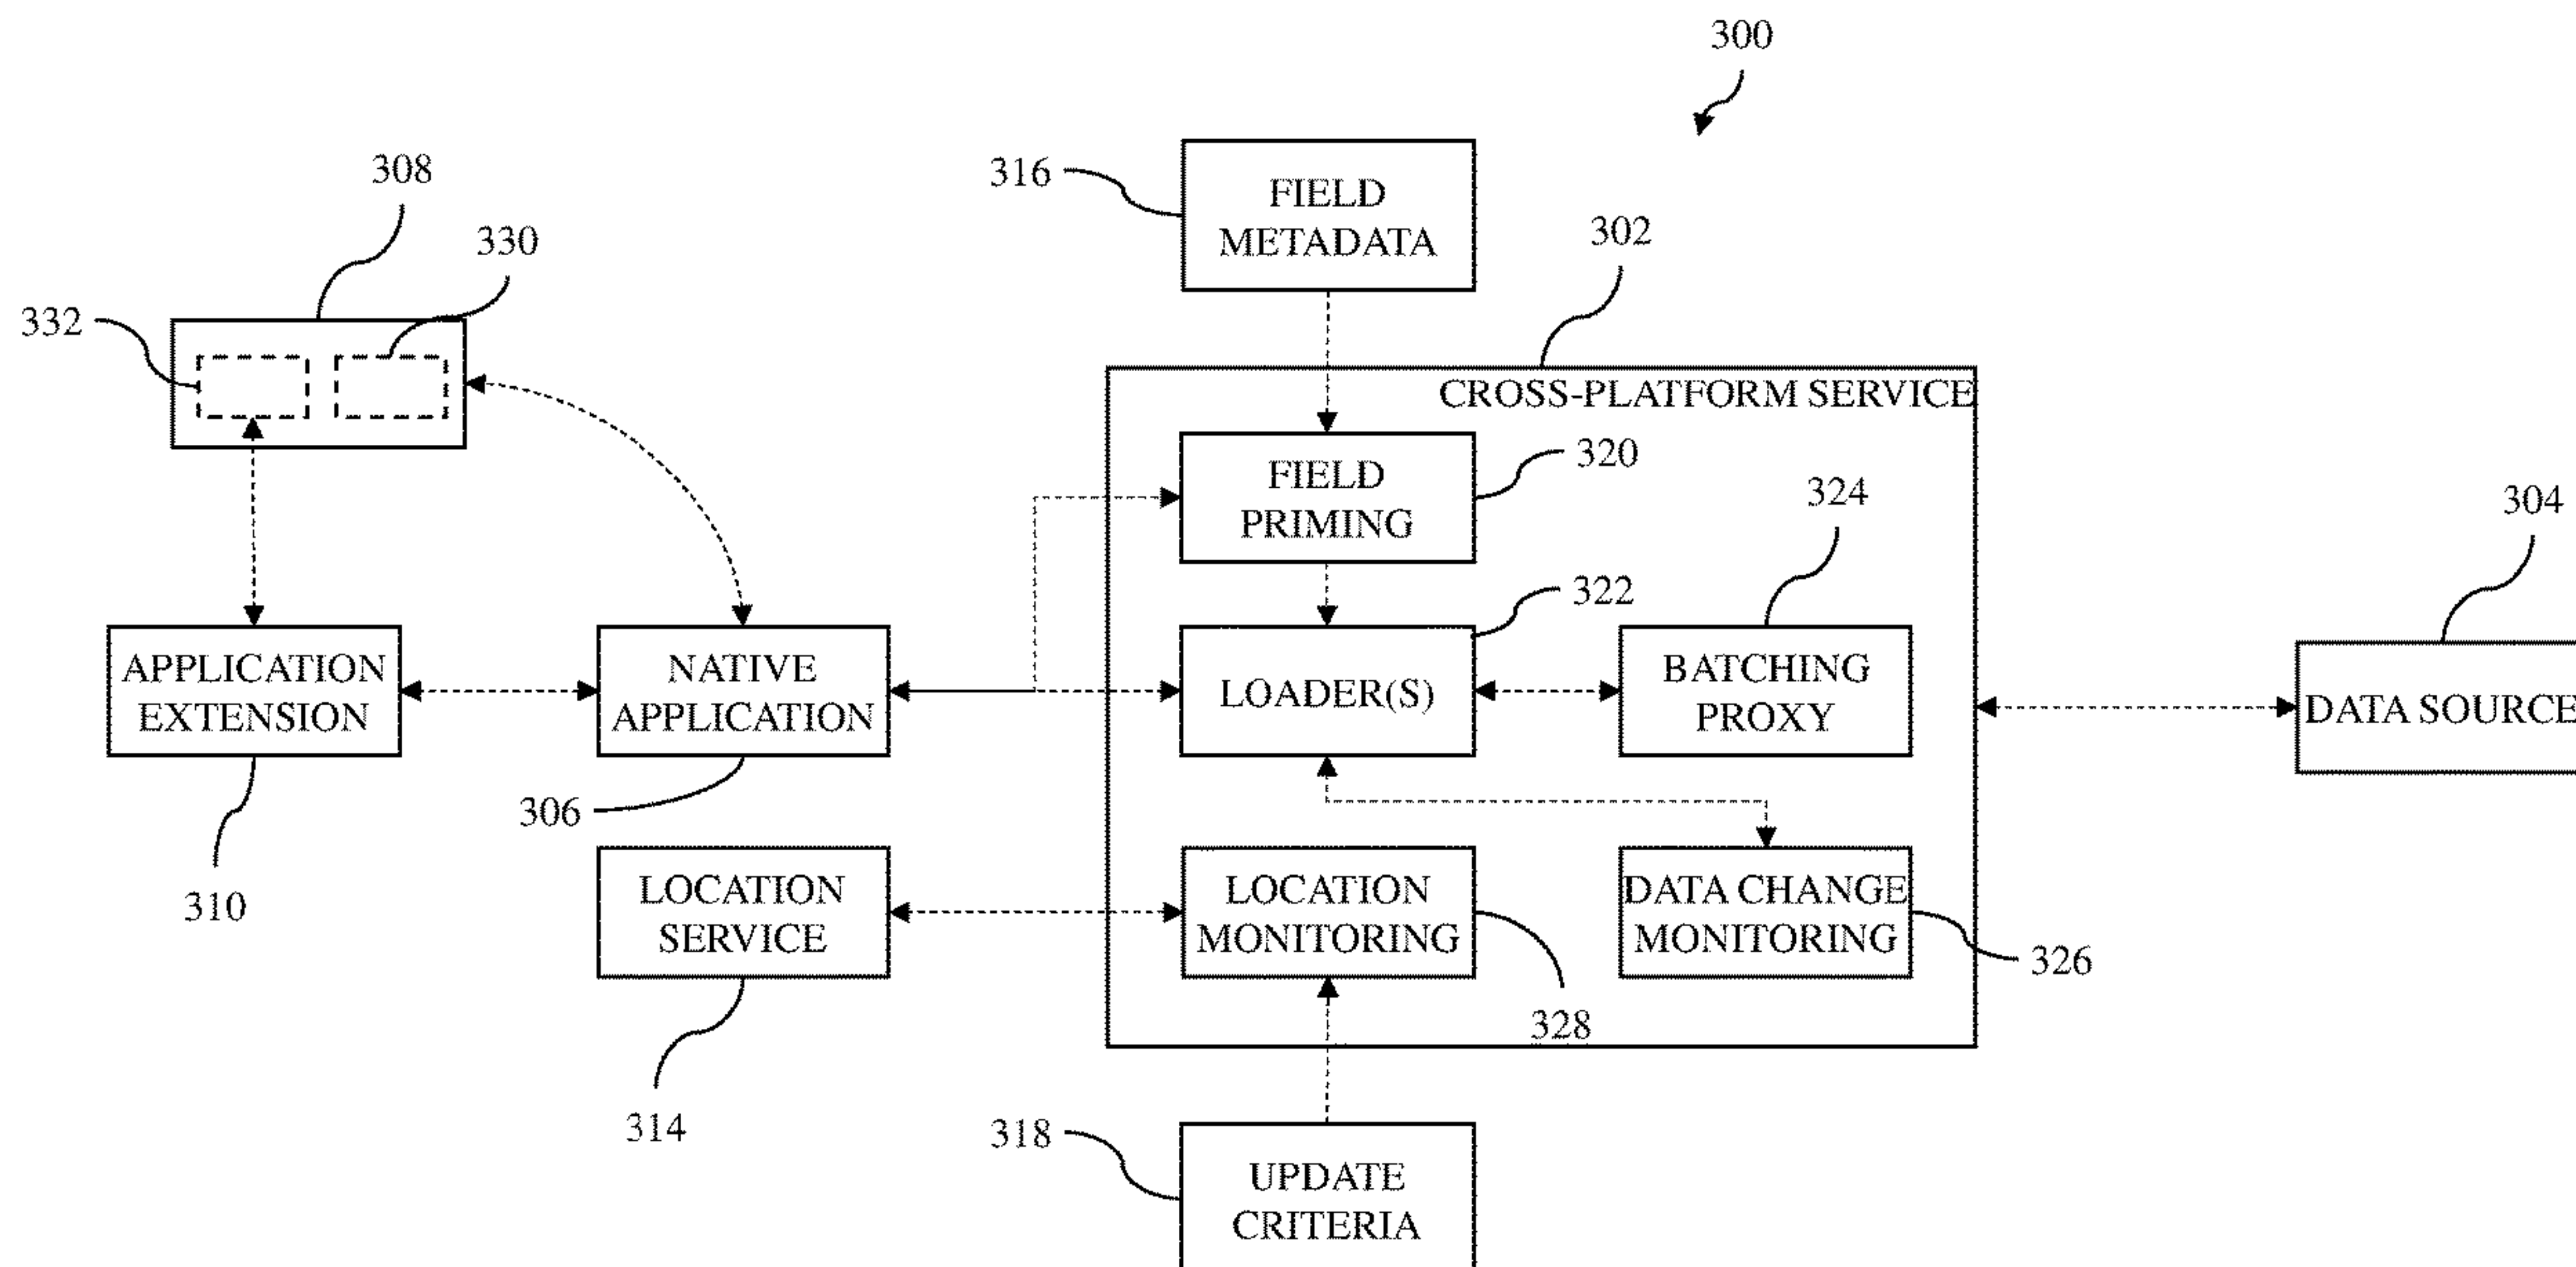 300
308
316
FIELD
METADATA
330
302
332
CROSS-PLATFORM SERVICE
320
FIELD
PRIMING
324
304
322
APPLICATION
EXTENSION
NATIVE
APPLICATION
LOADER(S)
BATCHING
PROXY
DATA SOURCE
306
310
LOCATION
SERVICE
LOCATION
MONITORING
DATA CHANGE
MONITORING
326
328
314
318
UPDATE
CRITERIA